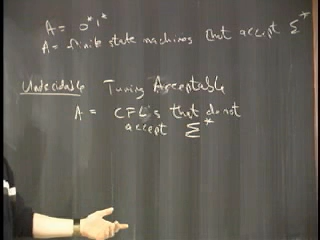 A = 0*1*
A = finite state machines that accept Σ*
Undecidable Turing Acceptable
A = CFL's that do not
accept Σ*